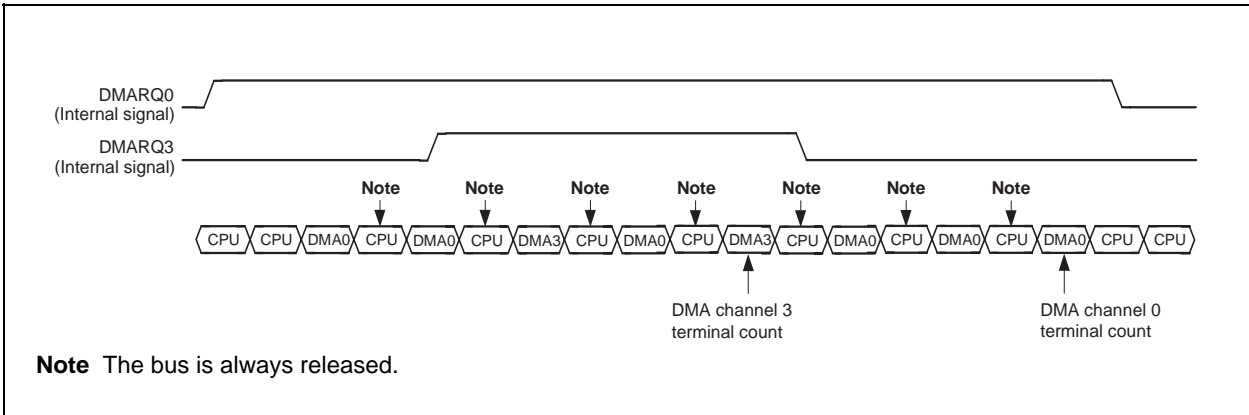 DMARQ0
(Internal signal)
DMARQ3
(Internal signal)
Note Note Note Note Note Note Note
CPU CPU DMA0 CPU DMA0 CPU DMA3 CPU DMA0 CPU DMA3 CPU DMA0 CPU DMA0 CPU DMA0 CPU CPU
DMA channel 3
terminal count
DMA channel 0
terminal count
Note The bus is always released.